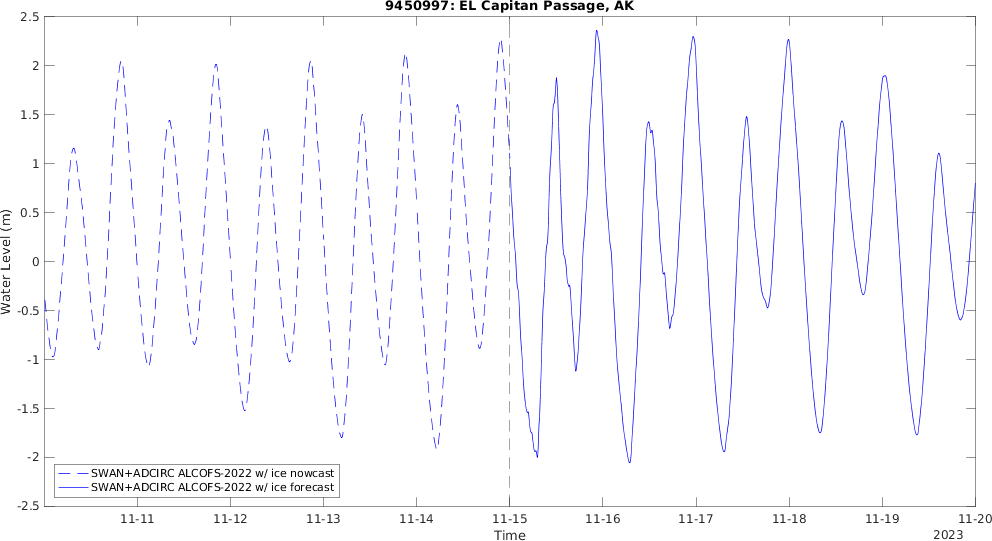 9450997: EL Capitan Passage, AK
2.5
2
1.5
1
0.5
0
-0.5
-1
-1.5
-2
-2.5
Water Level (m)
SWAN+ADCIRC ALCOFS-2022 w/ ice nowcast
SWAN+ADCIRC ALCOFS-2022 w/ ice forecast
11-11 11-12 11-13 11-14 11-15 11-16 11-17 11-18 11-19 11-20
Time
2023